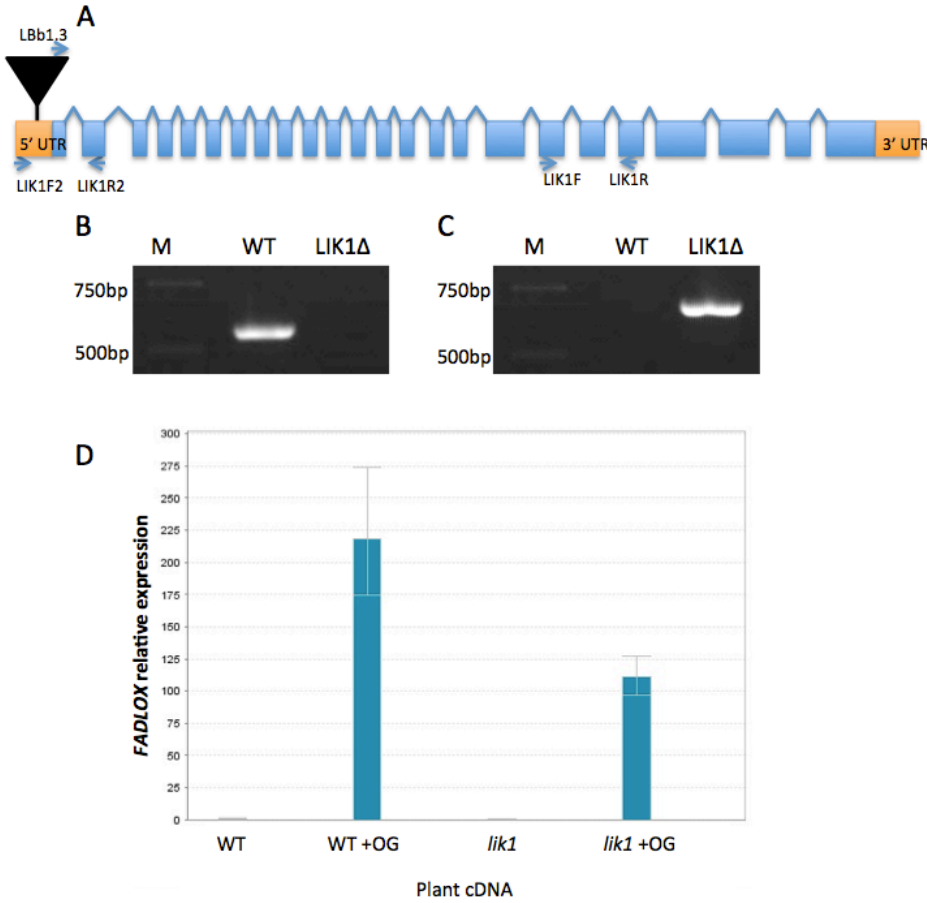 A
LBb1,3
5' UTR
3' UTR
LIK1F2
LIK1R2
LIK1F
LIK1R
B
M
WT
LIK1Δ
750bp
500bp
C
M
WT
LIK1Δ
750bp
500bp
D
FADLOX relative expression
300
275
250
225
200
175
150
125
100
75
50
25
0
WT
WT +OG
lik1
lik1 +OG
Plant cDNA